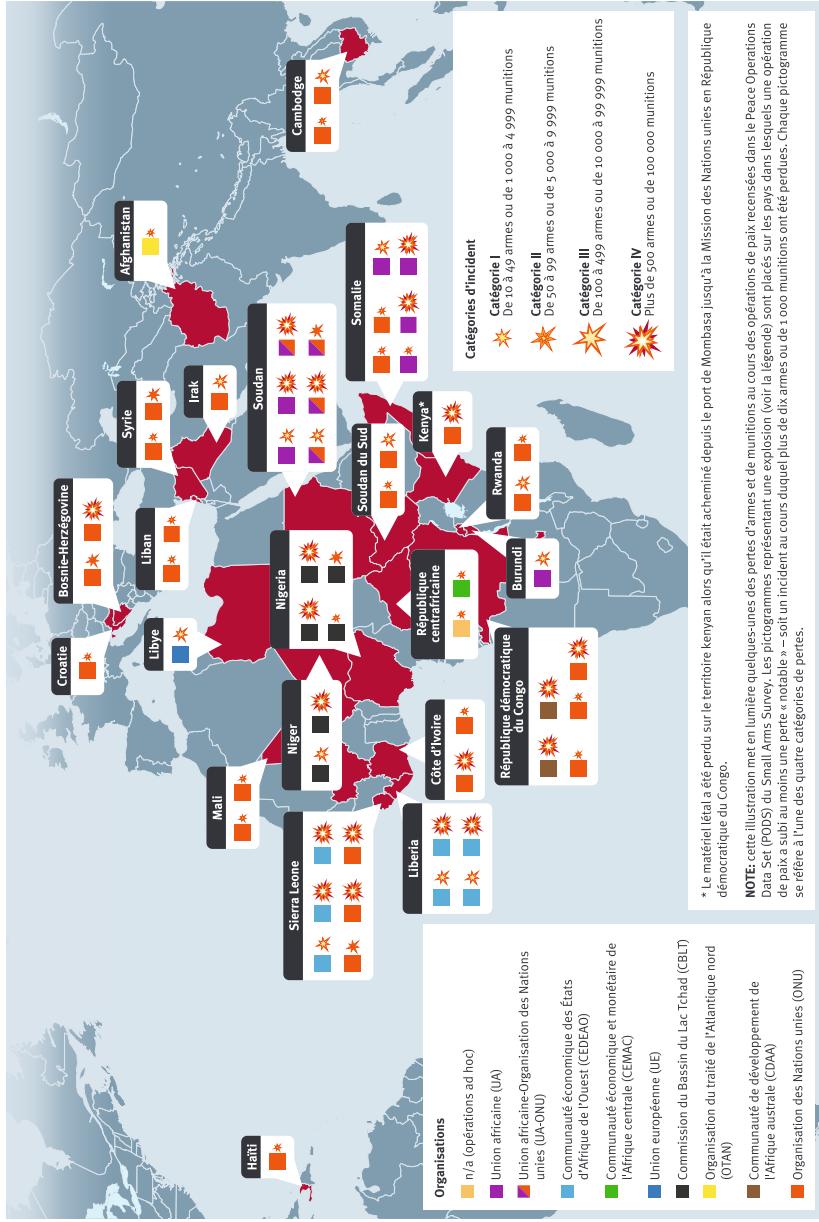 Haïti
Croatie
Bosnie-Herzégovine
Syrie
Afghanistan
Cambodge
Liban
Irak
Libye
Mali
Niger
Nigeria
Soudan
Somalie
Soudan du Sud
Kenya*
Rwanda
Burundi
République
centrafricaine
République démocratique
du Congo
Côte d'Ivoire
Liberia
Sierra Leone
Organisations
n/a (opérations ad hoc)
Union africaine (UA)
Union africaine-Organisation des Nations
unies (UA-ONU)
Communauté économique des États
d'Afrique de l'Ouest (CEDEAO)
Communauté économique et monétaire de
l'Afrique centrale (CEMAC)
Union européenne (UE)
Commission du Bassin du Lac Tchad (CBLT)
Organisation du traité de l'Atlantique nord
(OTAN)
Communauté de développement de
l'Afrique australe (CDAA)
Organisation des Nations unies (ONU)
Catégories d'incident
Catégorie I
De 10 à 49 armes ou de 1 000 à 4 999 munitions
Catégorie II
De 50 à 99 armes ou de 5 000 à 9 999 munitions
Catégorie III
De 100 à 499 armes ou de 10 000 à 99 999 munitions
Catégorie IV
Plus de 500 armes ou de 100 000 munitions
* Le matériel létal a été perdu sur le territoire kenyan alors qu'il était acheminé depuis le port de Mombasa jusqu'à la Mission des Nations unies en République
démocratique du Congo.
NOTE: cette illustration met en lumière quelques-unes des pertes d'armes et de munitions au cours des opérations de paix recensées dans le Peace Operations
Data Set (PODS) du Small Arms Survey. Les pictogrammes représentant une explosion (voir la légende) sont placés sur les pays dans lesquels une opération
de paix a subi au moins une perte « notable » —soit un incident au cours duquel plus de dix armes ou de 1 000 munitions ont été perdues. Chaque pictogramme
se réfère à l'une des quatre catégories de pertes.